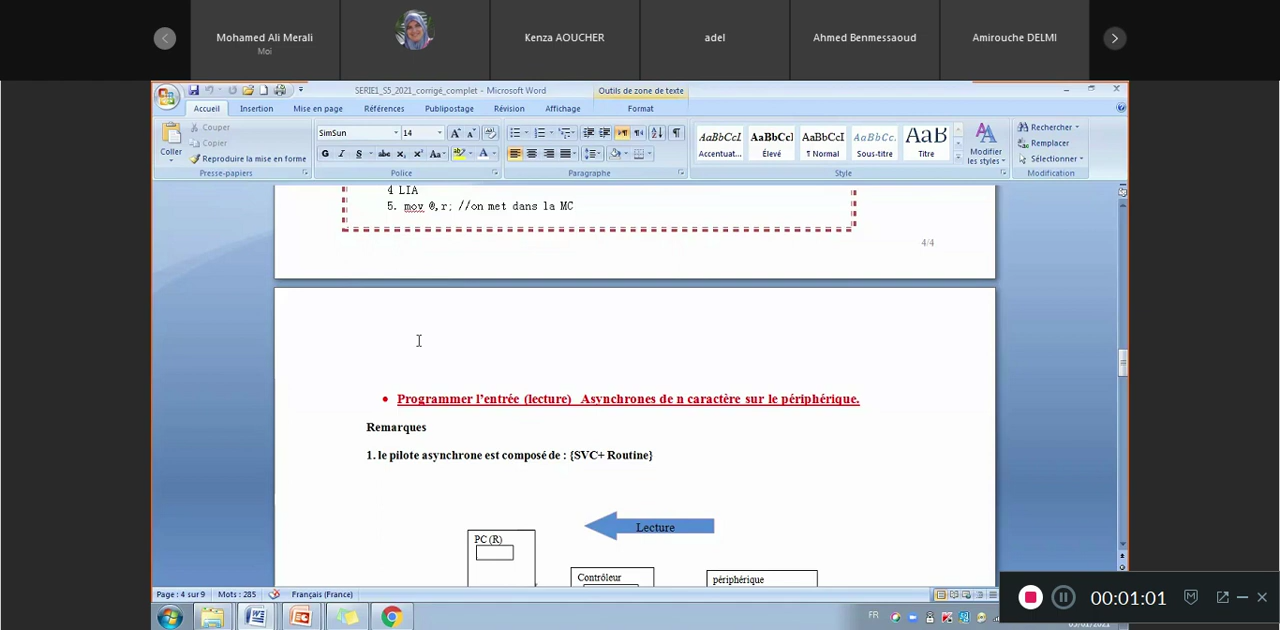 Mohamed Ali Merali
Moi
Kenza AOUCHER
adel
Ahmed Benmessaoud
Amirouche DELMI
SERIE1_S5_2021_corrigé_complet - Microsoft Word
Outils de zone de texte
Accueil
Insertion
Mise en page
Références
Publipostage
Révision
Affichage
Format
Coller
Couper
Copier
Reproduire la mise en forme
Presse-papiers
SimSun
14
G I S abc
Police
Paragraphe
AaBbCcI
Accentuat...
AaBbCcI
Élevé
AaBbCcI
¶ Normal
AaBbCc.
Sous-titre
AaB
Titre
Modifier
les styles
Style
Rechercher
Remplacer
Sélectionner
Modification
4 LIA
5. mov @,r; //on met dans la MC
4/4
• Programmer l’entrée (lecture) Asynchrones de n caractère sur le périphérique.
Remarques
1. le pilote asynchrone est composé de : {SVC+ Routine}
Lecture
PC (R)
Contrôleur
périphérique
Page : 4 sur 9
Mots : 285
Français (France)
FR
00:01:01